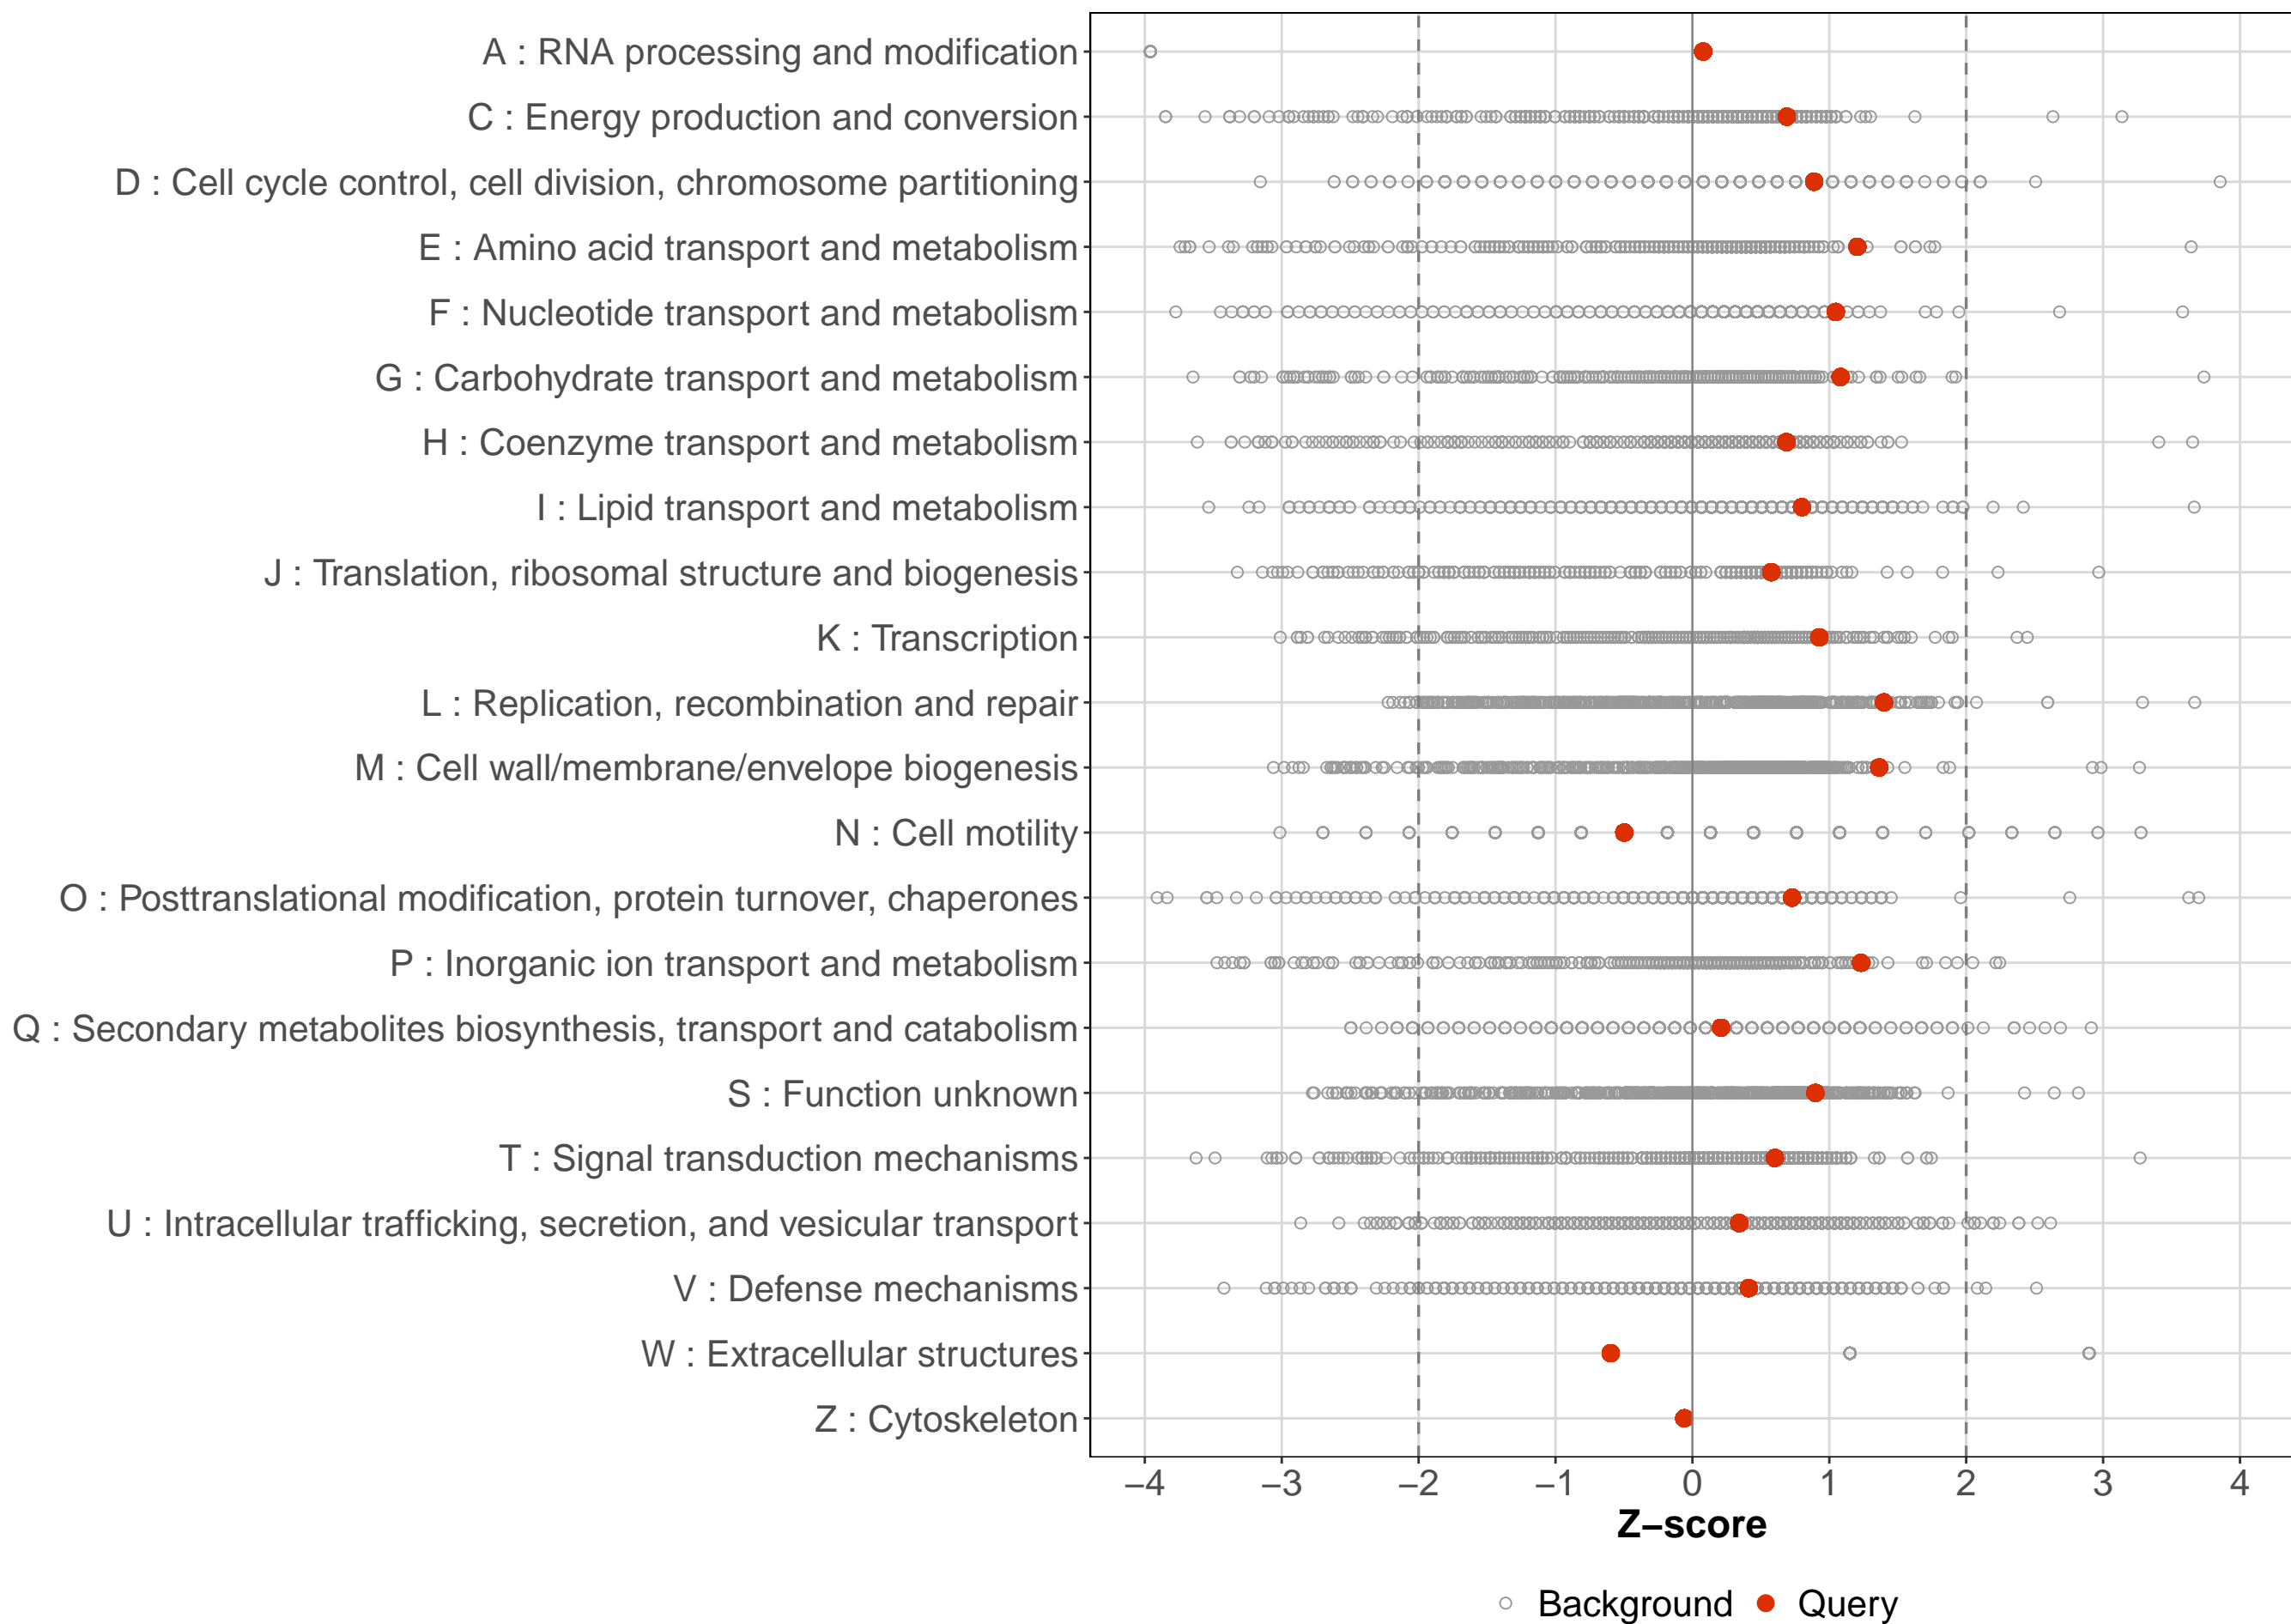 A : RNA processing and modification
C : Energy production and conversion
D : Cell cycle control, cell division, chromosome partitioning
E : Amino acid transport and metabolism
F : Nucleotide transport and metabolism
G : Carbohydrate transport and metabolism
H : Coenzyme transport and metabolism
I : Lipid transport and metabolism
J : Translation, ribosomal structure and biogenesis
K : Transcription
L : Replication, recombination and repair
M : Cell wall/membrane/envelope biogenesis
N : Cell motility
O : Posttranslational modification, protein turnover, chaperones
P : Inorganic ion transport and metabolism
Q : Secondary metabolites biosynthesis, transport and catabolism
S : Function unknown
T : Signal transduction mechanisms
U : Intracellular trafficking, secretion, and vesicular transport
V : Defense mechanisms
W : Extracellular structures
Z : Cytoskeleton
−4 −3 −2 −1 0 1 2 3 4
Z−score
Background Query